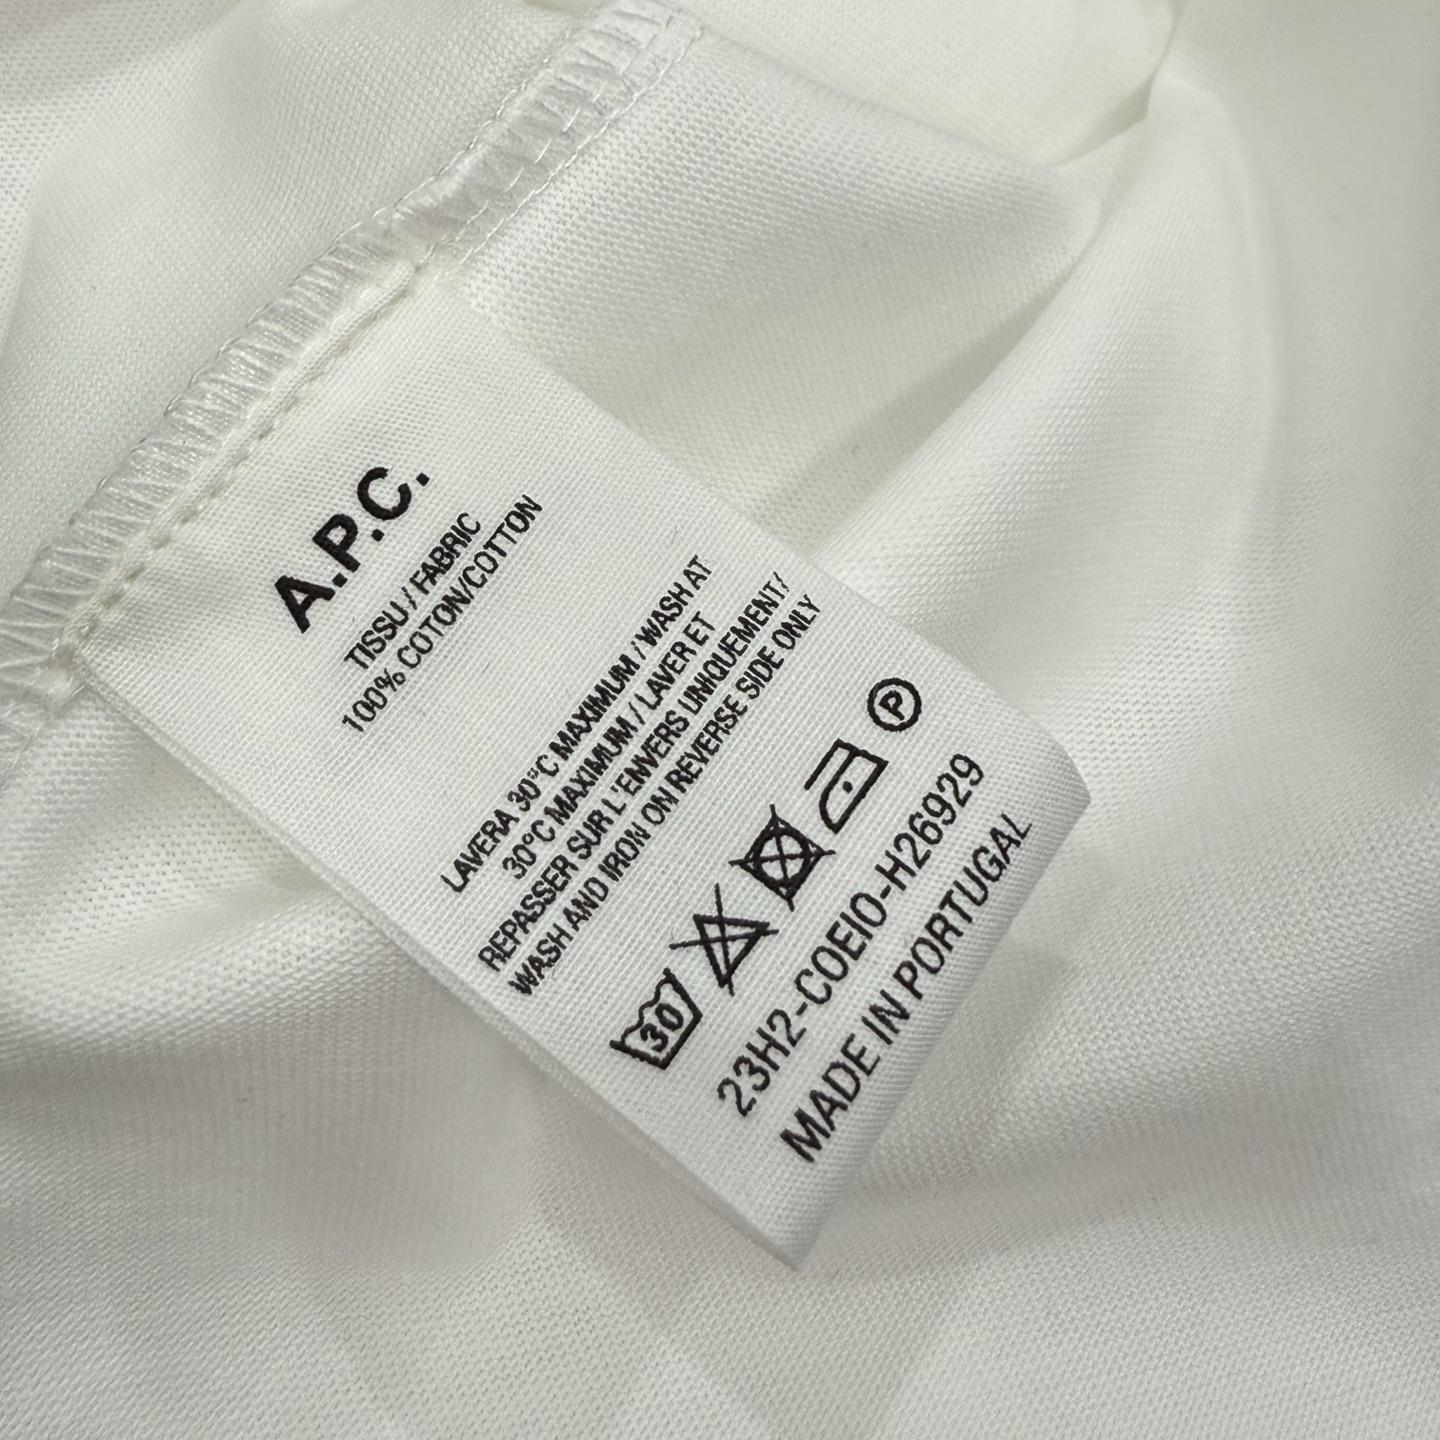 A.P.C.
TISSU / FABRIC
100% COTON/COTTON
LAVERA 30°C MAXIMUM / WASH AT
30°C MAXIMUM / LAVER ET
REPASSER SUR L'ENVERS UNIQUEMENT/
WASH AND IRON ON REVERSE SIDE ONLY
30 P
23H2-COEIO-H26929
MADE IN PORTUGAL